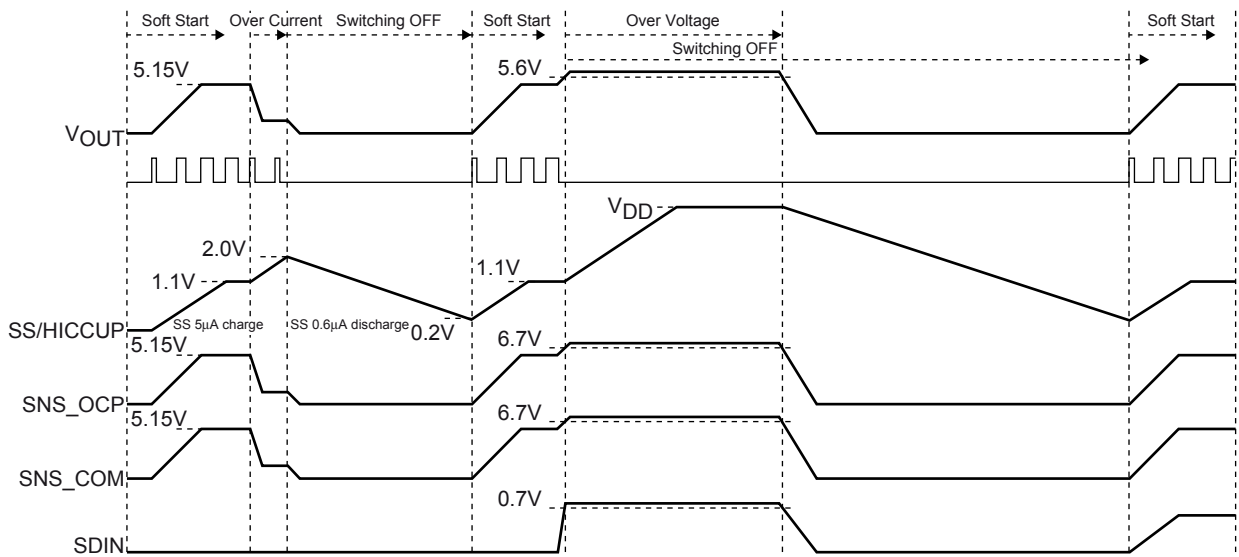 Soft Start Over Current Switching OFF Soft Start Over Voltage Soft Start
Switching OFF
5.15V 5.6V
VOUT
VDD
2.0V
1.1V 1.1V
SS/HICCUP SS 5μA charge SS 0.6μA discharge 0.2V
5.15V 6.7V
SNS_OCP
5.15V 6.7V
SNS_COM
0.7V
SDIN